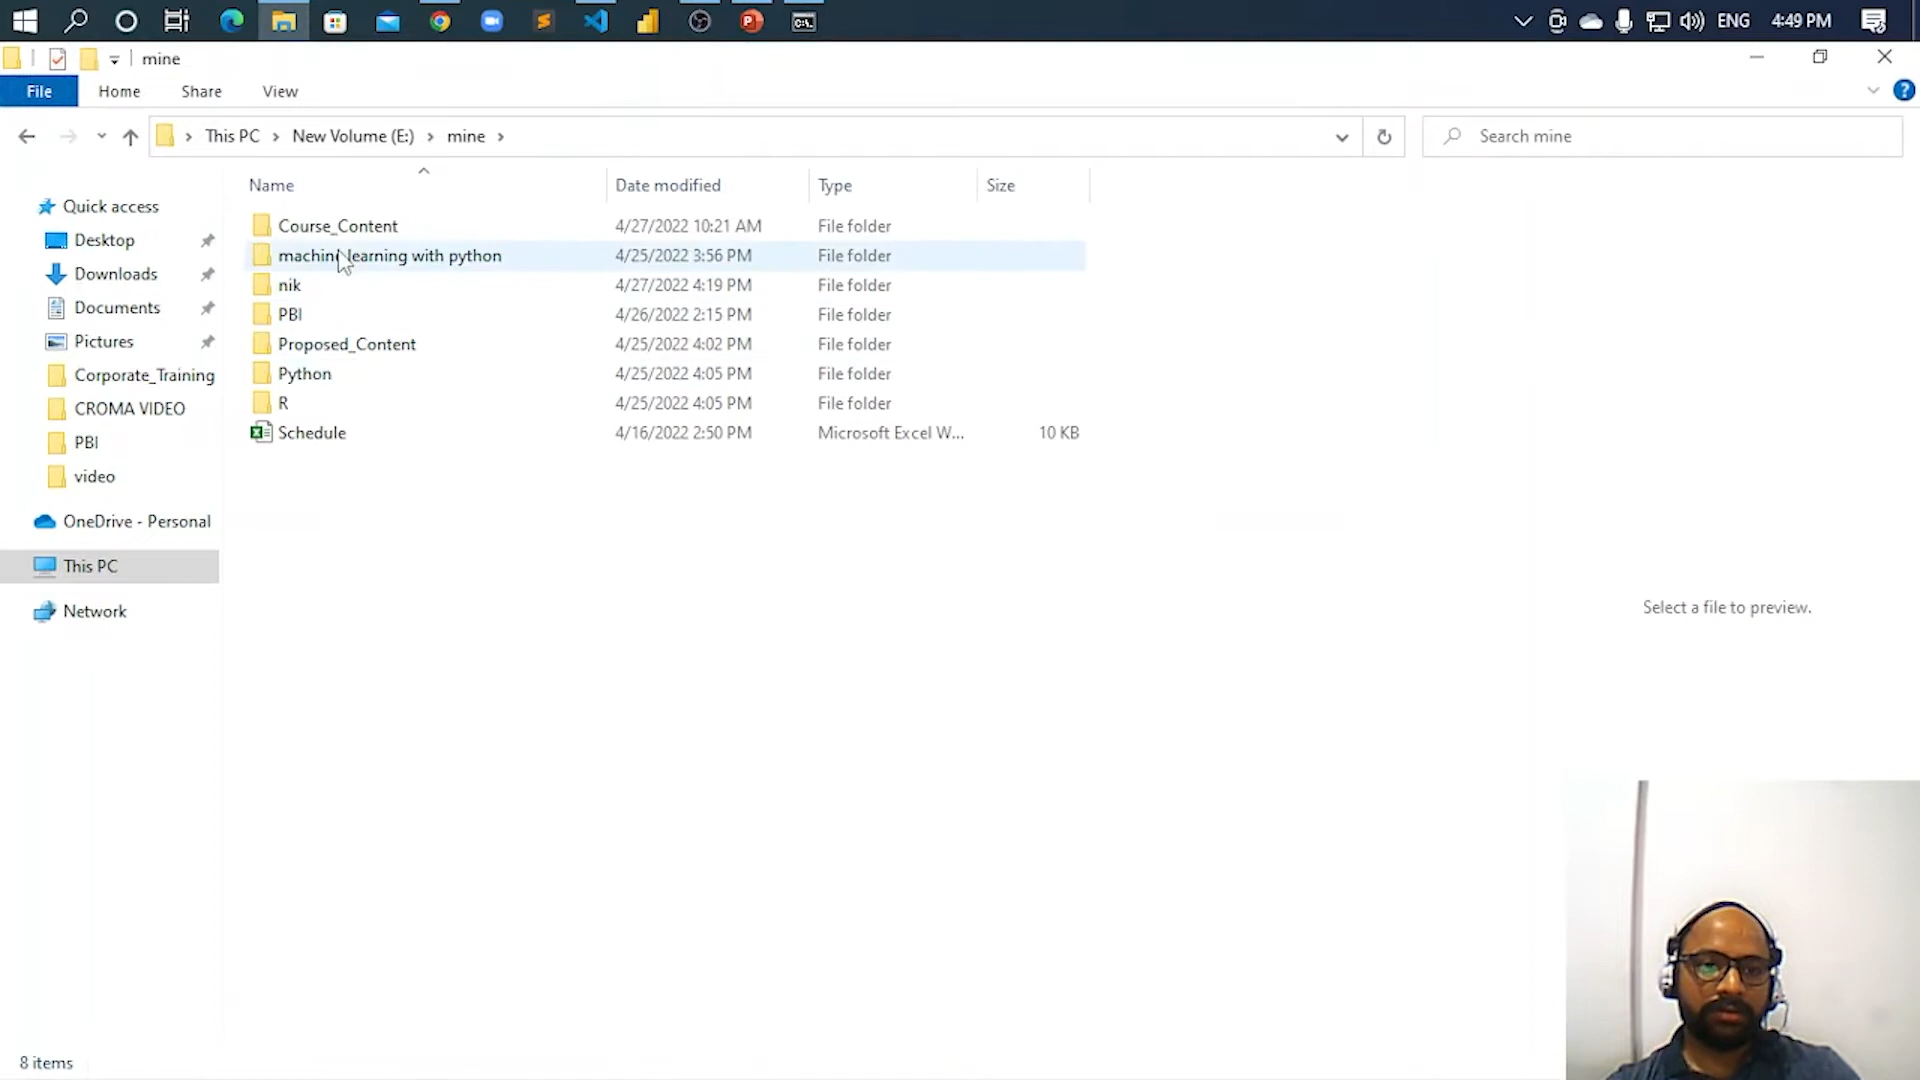 ENG 4:49 PM
mine
File Home Share View
This PC New Volume (E:) mine
Search mine
Name Date modified Type Size
Quick access
Desktop
Downloads
Documents
Pictures
Corporate_Training
CROMA VIDEO
PBI
video
OneDrive - Personal
This PC
Network
Course_Content 4/27/2022 10:21 AM File folder
machine learning with python 4/25/2022 3:56 PM File folder
nik 4/27/2022 4:19 PM File folder
PBI 4/26/2022 2:15 PM File folder
Proposed_Content 4/25/2022 4:02 PM File folder
Python 4/25/2022 4:05 PM File folder
R 4/25/2022 4:05 PM File folder
Schedule 4/16/2022 2:50 PM Microsoft Excel W... 10 KB
Select a file to preview.
8 items